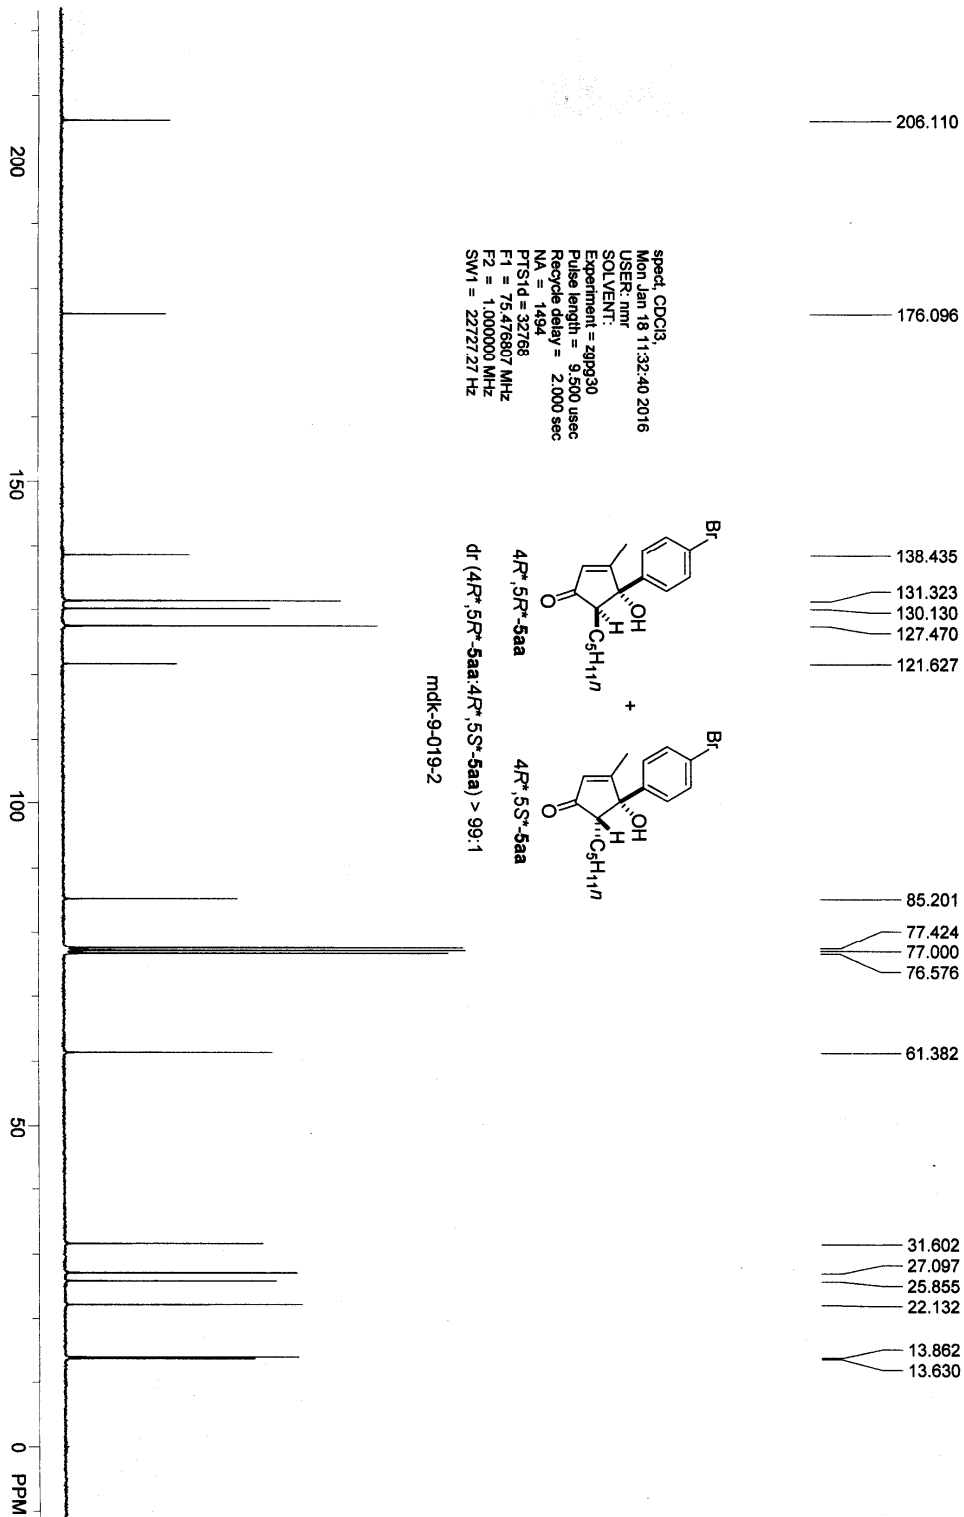 206.110
176.096
138.435
131.323
130.130
127.470
121.627
85.201
77.424
77.000
76.576
61.382
31.602
27.097
25.855
22.132
13.862
13.630
spect, CDCl3,
Mon Jan 18 11:32:40 2016
USER: nmr
SOLVENT:
Experiment = zgpg30
Pulse length = 9.500 usec
Recycle delay = 2.000 sec
NA = 1494
PTS1d = 32768
F1 = 75.476807 MHz
F2 = 1.000000 MHz
SW1 = 22727.27 Hz
Br
OH
H
C5H11n
O
4R*,5R*-5aa
+
Br
OH
H
C5H11n
O
4R*,5S*-5aa
dr (4R*,5R*-5aa:4R*,5S*-5aa) > 99:1
mdk-9-019-2
200
150
100
50
0
PPM